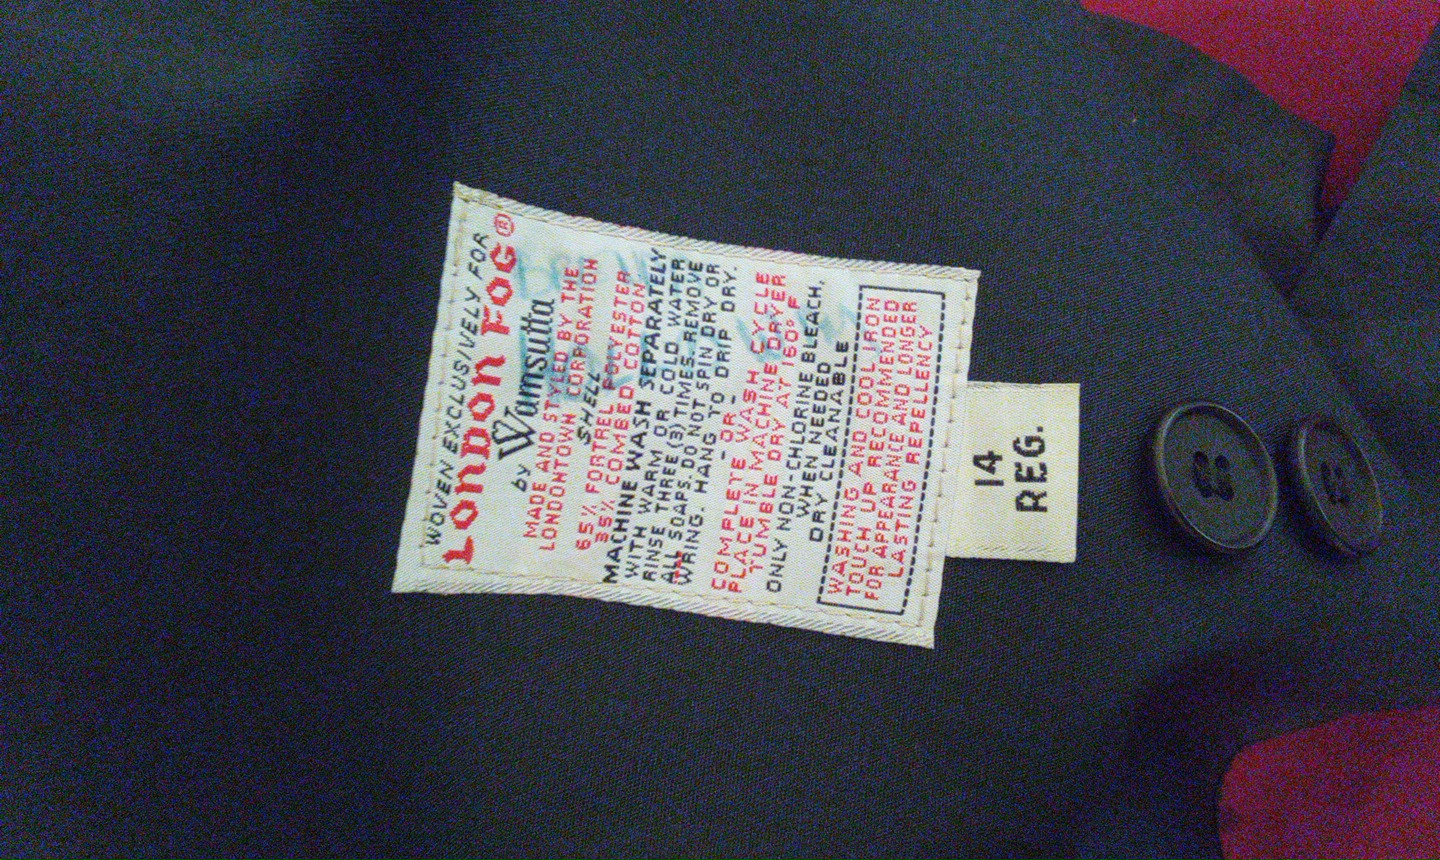 WOVEN EXCLUSIVELY FOR
LONDON FOG®
by Wamsutta
MADE AND STYLED BY THE
LONDONTOWN CORPORATION
SHELL
65% FORTREL POLYESTER
35% COMBED COTTON
MACHINE WASH SEPARATELY
WITH WARM OR COLD WATER
RINSE THREE (3) TIMES. REMOVE
ALL SOAPS. DO NOT SPIN DRY OR
WRING. HANG TO DRIP DRY.
- OR -
COMPLETE WASH CYCLE
PLACE IN MACHINE DRYER
TUMBLE DRY AT 160° F
ONLY NON-CHLORINE BLEACH,
WHEN NEEDED
DRY CLEANABLE
WASHING AND COOL IRON
TOUCH UP RECOMMENDED
FOR APPEARANCE AND LONGER
LASTING REPELLENCY
14
REG.